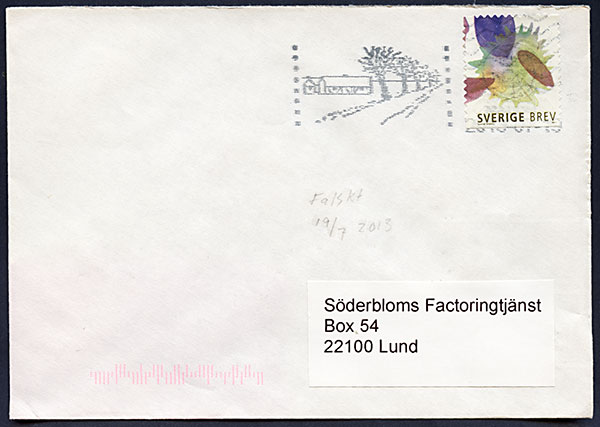 SVERIGE BREV
Falskt
19/7 2013
Söderbloms Factoringtjänst
Box 54
22100 Lund